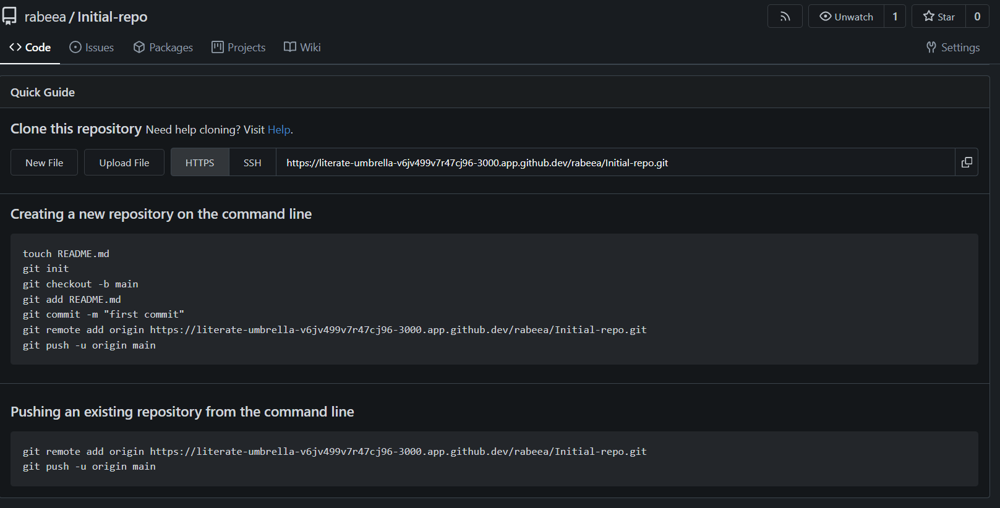 rabeea / Initial-repo
Unwatch 1 Star 0
Code Issues Packages Projects Wiki Settings
Quick Guide
Clone this repository Need help cloning? Visit Help.
New File Upload File HTTPS SSH https://literate-umbrella-v6jv499v7r47cj96-3000.app.github.dev/rabeea/Initial-repo.git
Creating a new repository on the command line
touch README.md
git init
git checkout -b main
git add README.md
git commit -m "first commit"
git remote add origin https://literate-umbrella-v6jv499v7r47cj96-3000.app.github.dev/rabeea/Initial-repo.git
git push -u origin main
Pushing an existing repository from the command line
git remote add origin https://literate-umbrella-v6jv499v7r47cj96-3000.app.github.dev/rabeea/Initial-repo.git
git push -u origin main